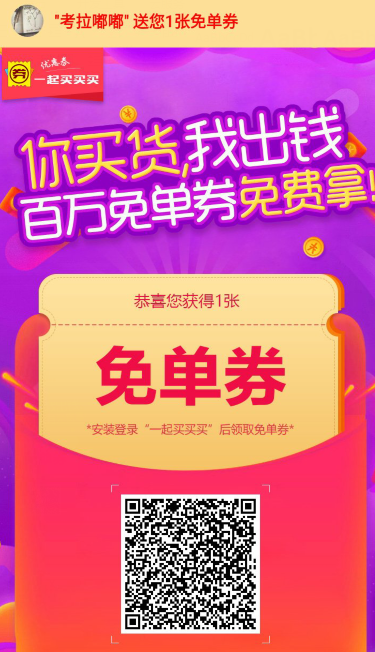 "考拉嘟嘟" 送您1张免单券
券
优惠券
一起买买买
你买货,我出钱
百万免单券免费拿!
恭喜您获得1张
免单券
*安装登录“一起买买买”后领取免单券*